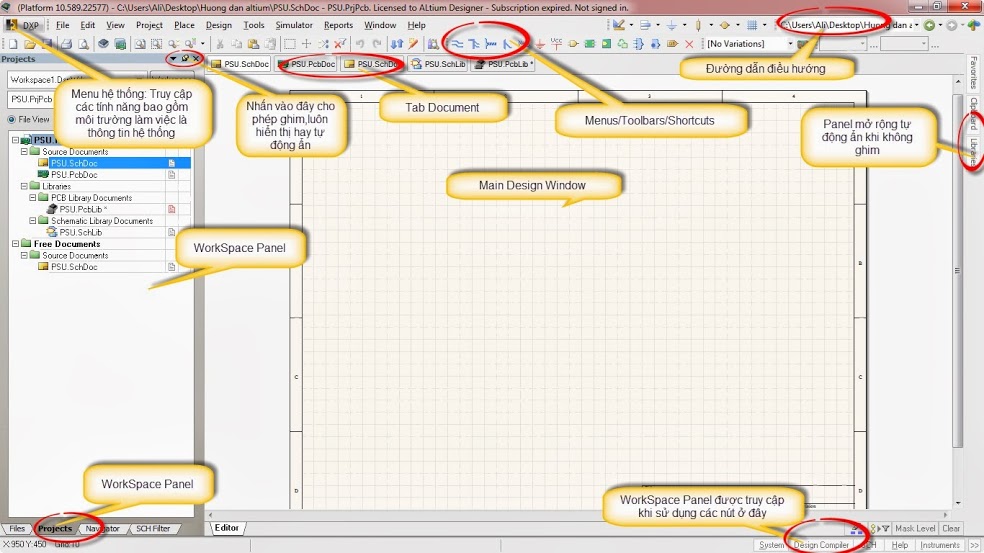 (Platform 10.589.22577) - C:\Users\Ali\Desktop\Huong dan altium\PSU.SchDoc - PSU.PrjPcb. Licensed to ALtium Designer - Subscription expired. Not signed in.
DXP File Edit View Project Place Design Tools Simulator Reports Window Help
C:\Users\Ali\Desktop\Huong dan a
[No Variations]
Projects
PSU.SchDoc PSU.PcbDoc PSU.SchDoc PSU.SchLib PSU.PcbLib *
Workspace1.Ds
PSU.PrjPcb
File View
Menu hệ thống: Truy cập
các tính năng bao gồm
môi trường làm việc là
thông tin hệ thống
Nhấn vào đây cho
phép ghim,luôn
hiển thị hay tự
động ẩn
Tab Document
Menus/Toolbars/Shortcuts
Đường dẫn điều hướng
Panel mở rộng tự
động ẩn khi không
ghim
Favorites
Clipboard
Libraries
Main Design Window
PSU
Source Documents
PSU.SchDoc
PSU.PcbDoc
Libraries
PCB Library Documents
PSU.PcbLib *
Schematic Library Documents
PSU.SchLib
Free Documents
Source Documents
PSU.SchDoc
WorkSpace Panel
1 3 4
B
C C
D D
WorkSpace Panel
WorkSpace Panel được truy cập
khi sử dụng các nút ở đây
Files Projects Navigator SCH Filter
Editor
Mask Level Clear
X:950 Y:450 Grid:10
System Design Compiler SCH Help Instruments >>